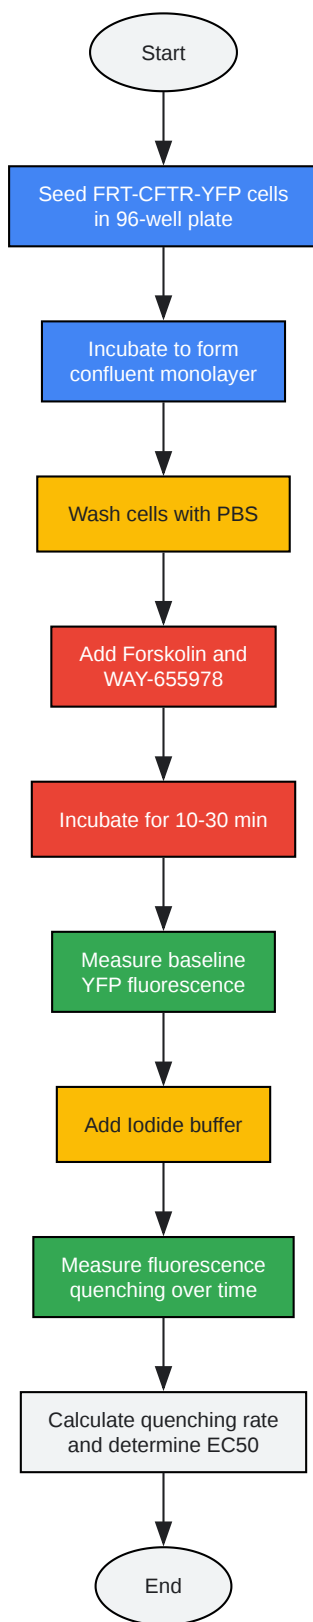 Start
Seed FRT-CFTR-YFP cells
in 96-well plate
Incubate to form
confluent monolayer
Wash cells with PBS
Add Forskolin and
WAY-655978
Incubate for 10-30 min
Measure baseline
YFP fluorescence
Add Iodide buffer
Measure fluorescence
quenching over time
Calculate quenching rate
and determine EC50
End